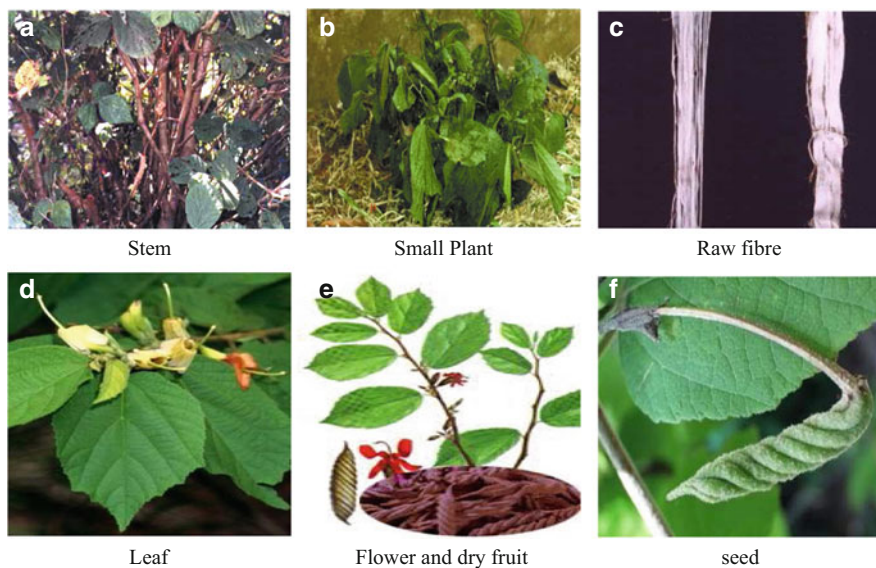 a
b
c
Stem
Small Plant
Raw fibre
d
e
f
Leaf
Flower and dry fruit
seed